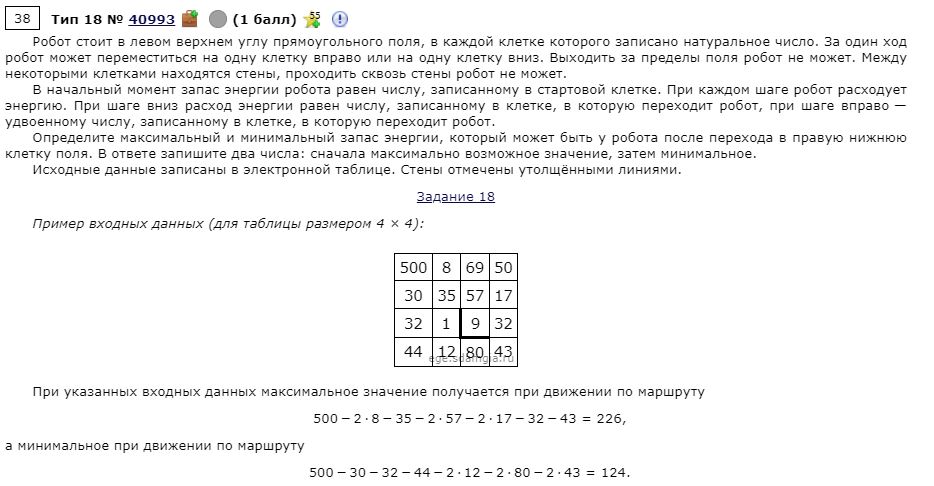 38 Тип 18 № 40993 (1 балл) 55
Робот стоит в левом верхнем углу прямоугольного поля, в каждой клетке которого записано натуральное число. За один ход
робот может переместиться на одну клетку вправо или на одну клетку вниз. Выходить за пределы поля робот не может. Между
некоторыми клетками находятся стены, проходить сквозь стены робот не может.
В начальный момент запас энергии робота равен числу, записанному в стартовой клетке. При каждом шаге робот расходует
энергию. При шаге вниз расход энергии равен числу, записанному в клетке, в которую переходит робот, при шаге вправо —
удвоенному числу, записанному в клетке, в которую переходит робот.
Определите максимальный и минимальный запас энергии, который может быть у робота после перехода в правую нижнюю
клетку поля. В ответе запишите два числа: сначала максимально возможное значение, затем минимальное.
Исходные данные записаны в электронной таблице. Стены отмечены утолщёнными линиями.
Задание 18
Пример входных данных (для таблицы размером 4 × 4):
500 8 69 50
30 35 57 17
32 1 9 32
44 12 80 43
ege.sdamgia.ru
При указанных входных данных максимальное значение получается при движении по маршруту
500 – 2 · 8 – 35 – 2 · 57 – 2 · 17 – 32 – 43 = 226,
а минимальное при движении по маршруту
500 – 30 – 32 – 44 – 2 · 12 – 2 · 80 – 2 · 43 = 124.